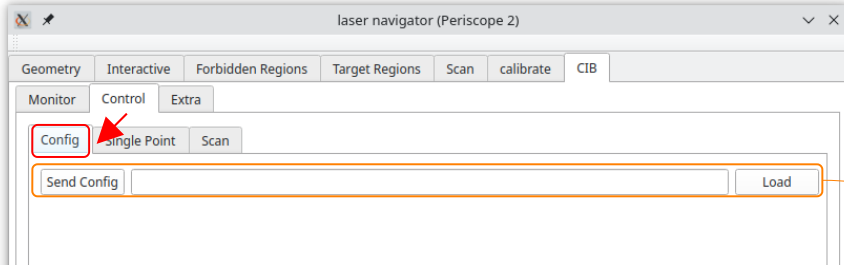 laser navigator (Periscope 2)
Geometry Interactive Forbidden Regions Target Regions Scan calibrate CIB
Monitor Control Extra
Config Single Point Scan
Send Config Load